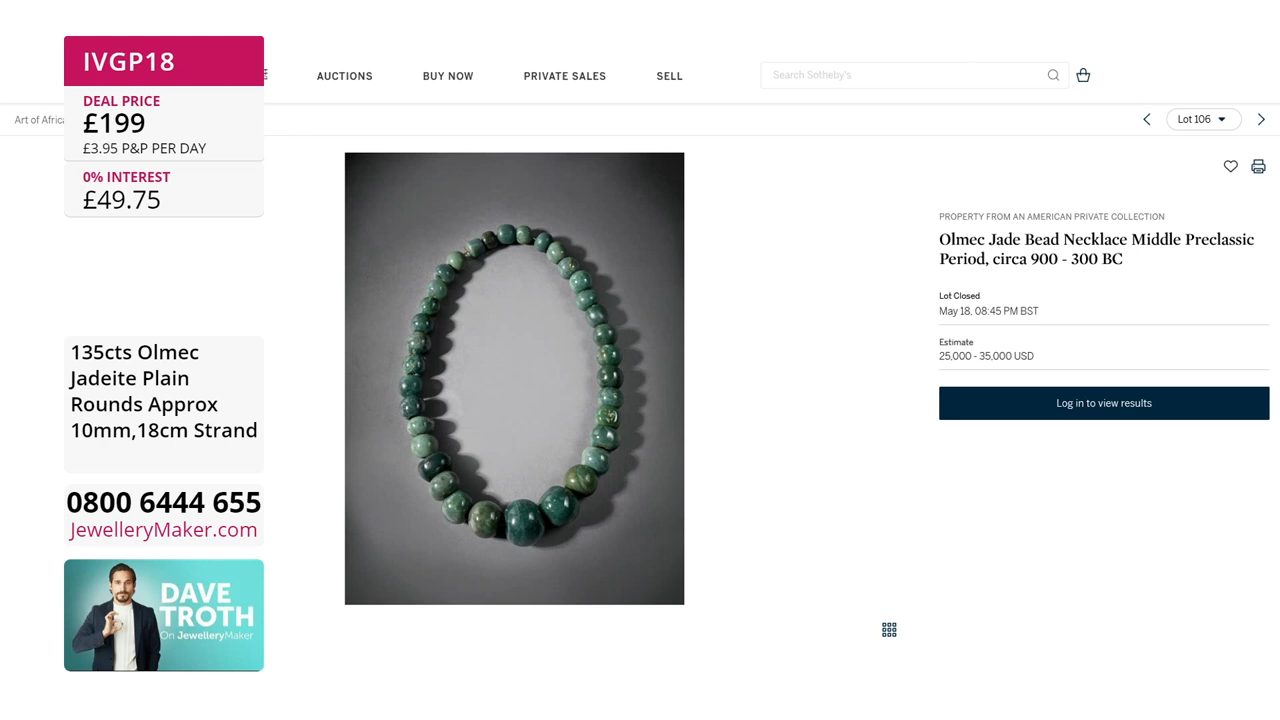 IVGP18
DEAL PRICE
£199
£3.95 P&P PER DAY
0% INTEREST
£49.75
135cts Olmec
Jadeite Plain
Rounds Approx
10mm,18cm Strand
0800 6444 655
JewelleryMaker.com
DAVE
TROTH
On JewelleryMaker
AUCTIONS
BUY NOW
PRIVATE SALES
SELL
Search Sotheby's
Art of Afric
Lot 106
PROPERTY FROM AN AMERICAN PRIVATE COLLECTION
Olmec Jade Bead Necklace Middle Preclassic
Period, circa 900 - 300 BC
Lot Closed
May 18, 08:45 PM BST
Estimate
25,000 - 35,000 USD
Log in to view results